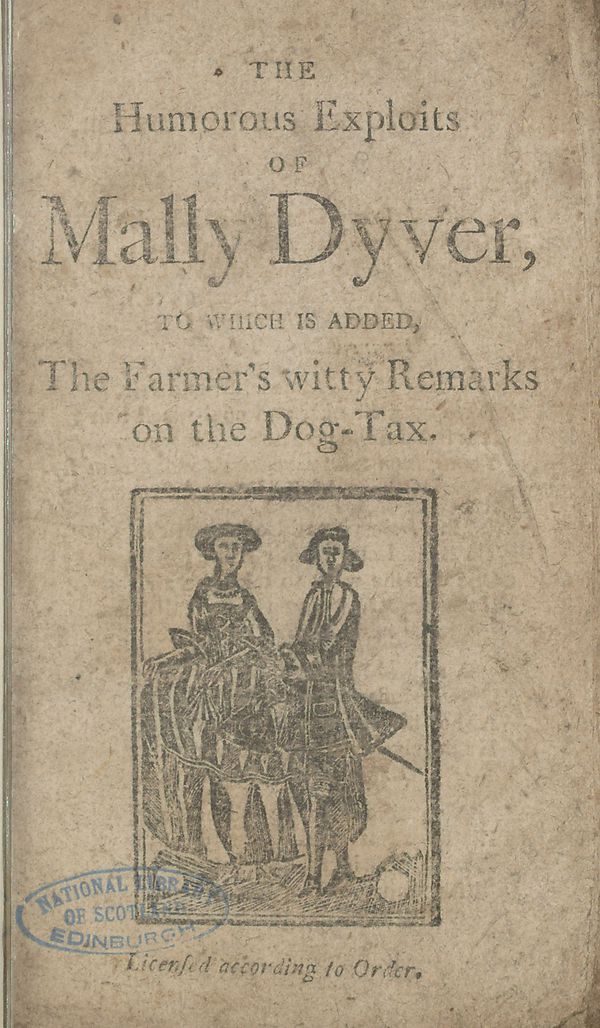 THE
Humorous Exploits
OF
Mally Dyver,
TO WHICH IS ADDED,
The Farmer's witty Remarks
on the Dog-Tax.
NATIONAL LIBRARY
OF SCOTLAND
EDINBURGH
Licenſed according to Order.